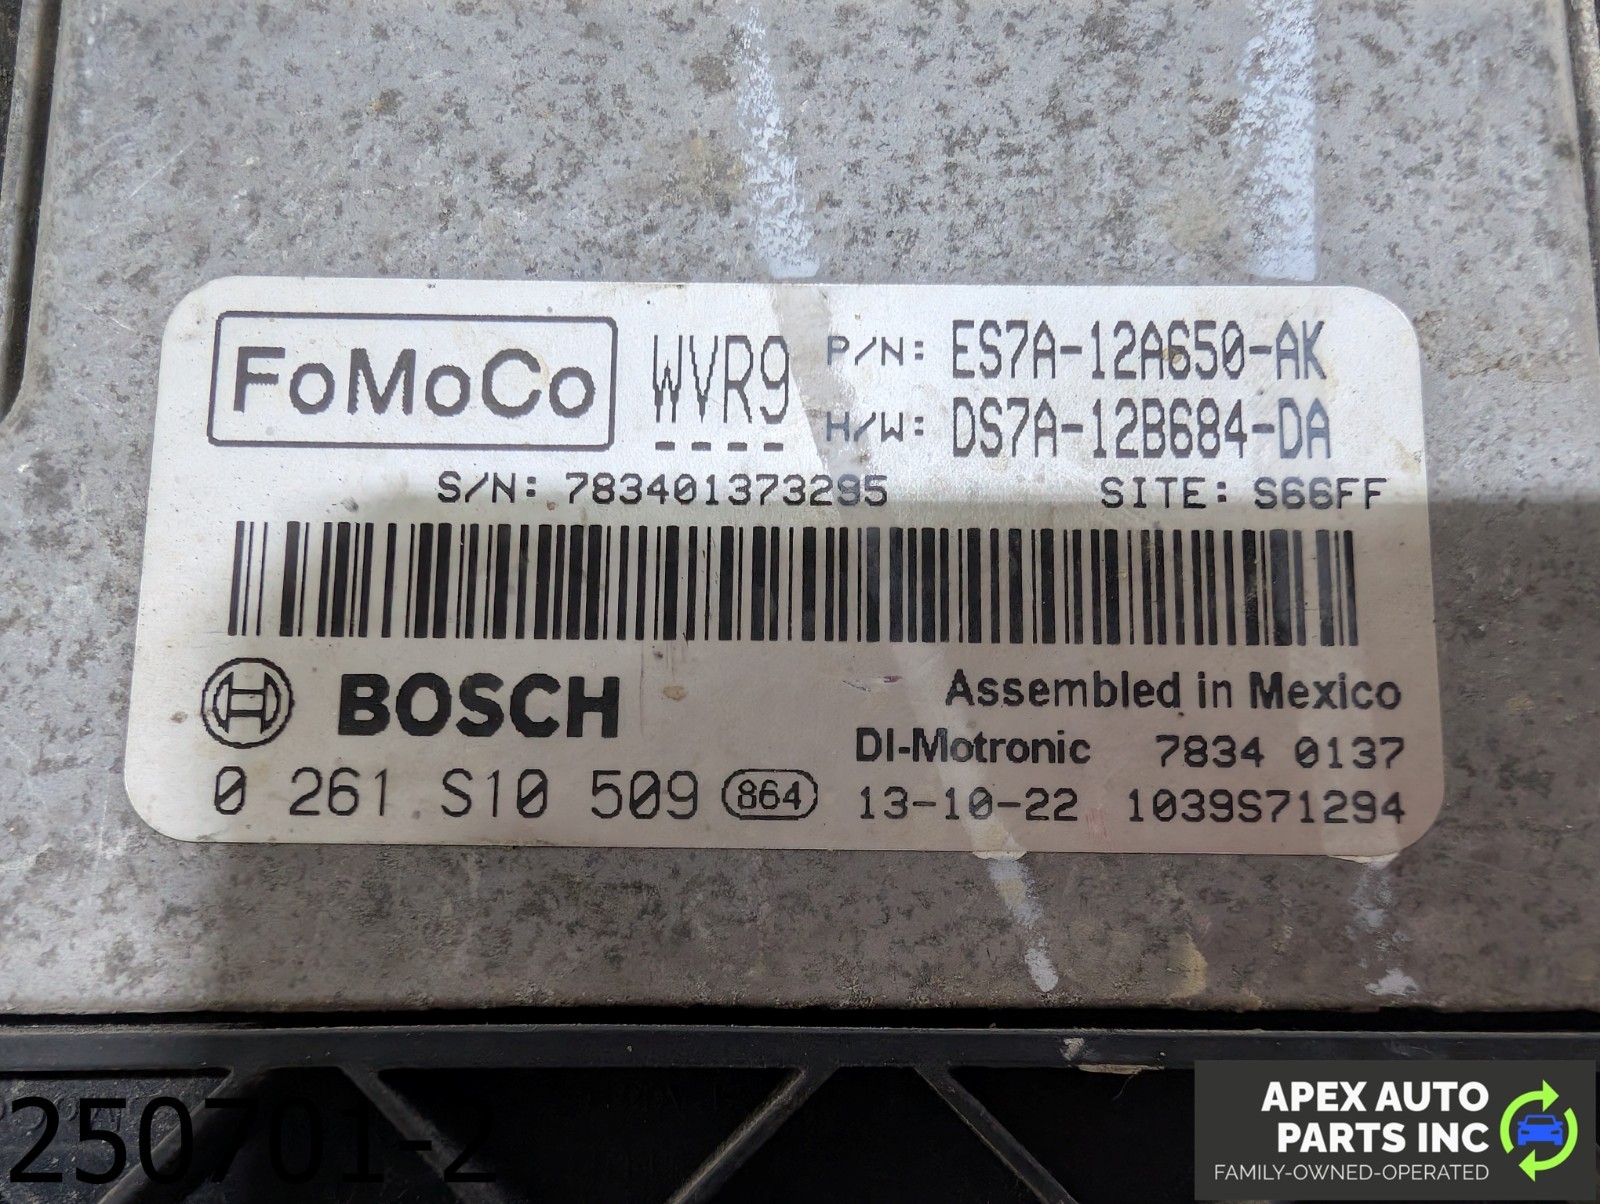 FoMoCo
WVR9
P/N: ES7A-12A650-AK
H/W: DS7A-12B684-DA
S/N: 783401373295
SITE: S66FF
BOSCH
Assembled in Mexico
DI-Motronic 7834 0137
0 261 S10 509 864 13-10-22 1039S71294
250701-2
APEX AUTO
PARTS INC
FAMILY-OWNED-OPERATED